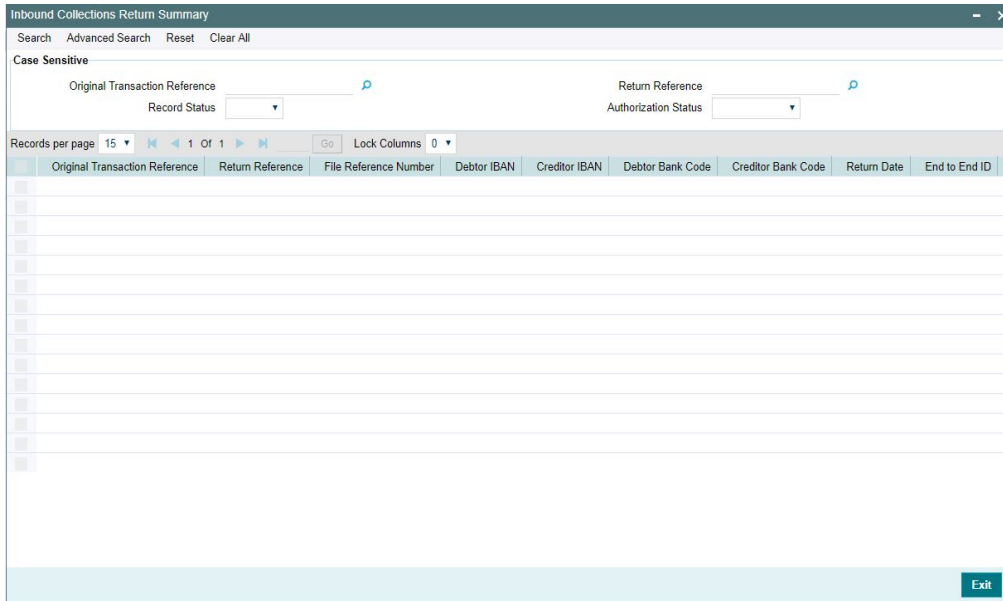 Inbound Collections Return Summary
Search Advanced Search Reset Clear All
Case Sensitive
Original Transaction Reference Return Reference
Record Status Authorization Status
Records per page 15 1 Of 1 Go Lock Columns 0
Original Transaction Reference Return Reference File Reference Number Debtor IBAN Creditor IBAN Debtor Bank Code Creditor Bank Code Return Date End to End ID
Exit